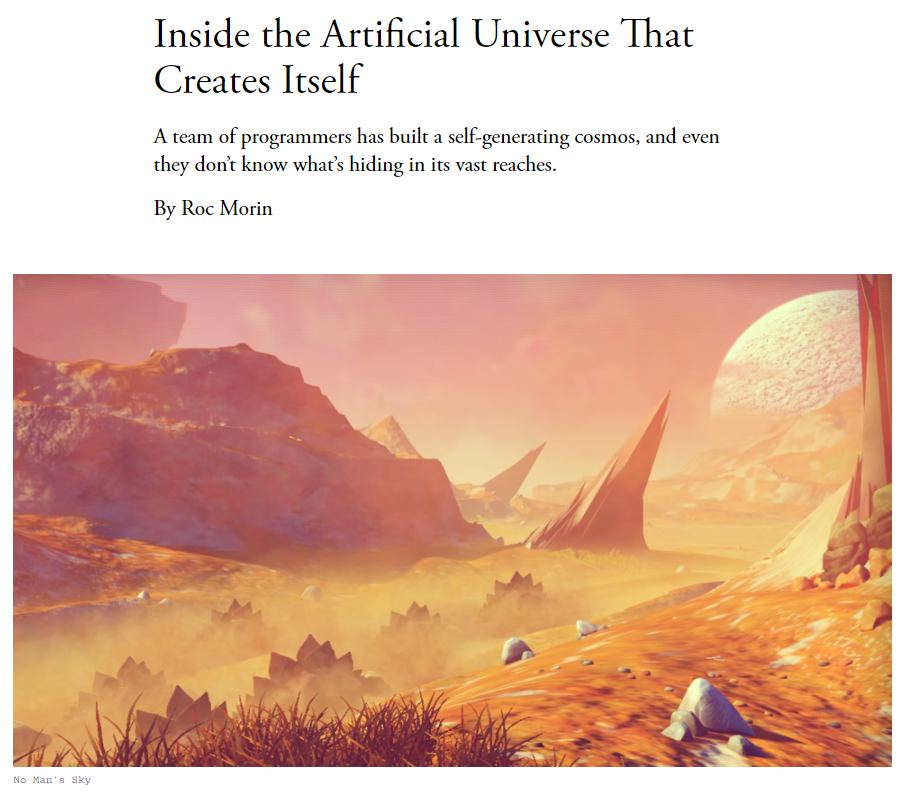 Inside the Artificial Universe That
Creates Itself
A team of programmers has built a self-generating cosmos, and even
they don’t know what’s hiding in its vast reaches.
By Roc Morin
No Man's Sky